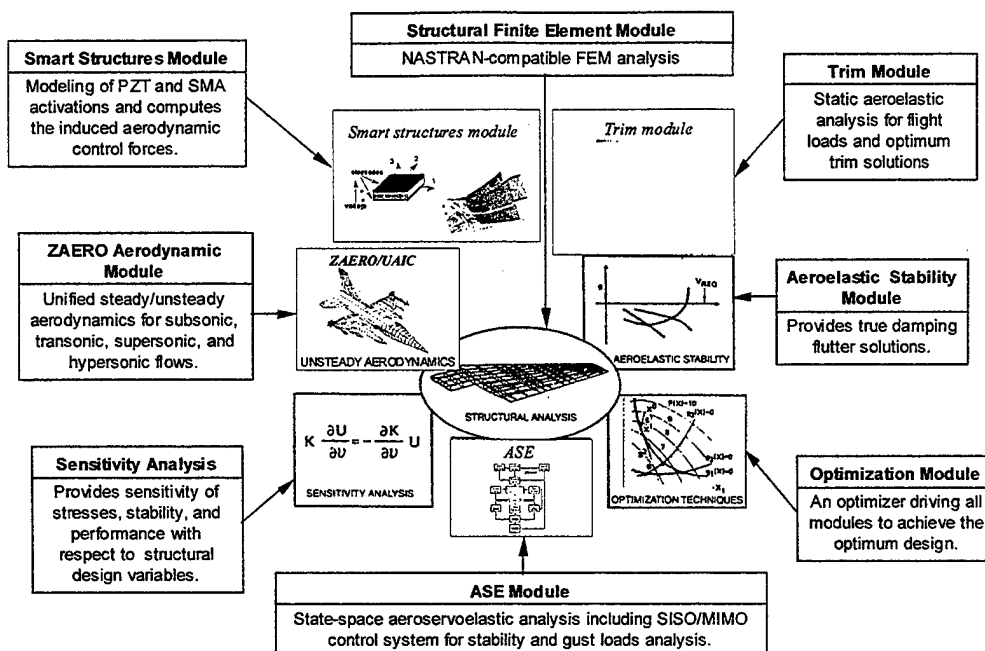 Structural Finite Element Module
NASTRAN-compatible FEM analysis
Smart Structures Module
Modeling of PZT and SMA
activations and computes
the induced aerodynamic
control forces.
Trim Module
Static aeroelastic
analysis for flight
loads and optimum
trim solutions
Smart structures module
3
2
1
Trim module
ZAERO Aerodynamic
Module
Unified steady/unsteady
aerodynamics for subsonic,
transonic, supersonic, and
hypersonic flows.
ZAERO/UAIC
UNSTEADY AERODYNAMICS
g
V REQ
AEROELASTIC STABILITY
Aeroelastic Stability
Module
Provides true damping
flutter solutions.
STRUCTURAL ANALYSIS
K ∂U/∂υ = - ∂K/∂υ U
SENSITIVITY ANALYSIS
ASE
OPTIMIZATION TECHNIQUES
Sensitivity Analysis
Provides sensitivity of
stresses, stability, and
performance with
respect to structural
design variables.
Optimization Module
An optimizer driving all
modules to achieve the
optimum design.
ASE Module
State-space aeroservoelastic analysis including SISO/MIMO
control system for stability and gust loads analysis.